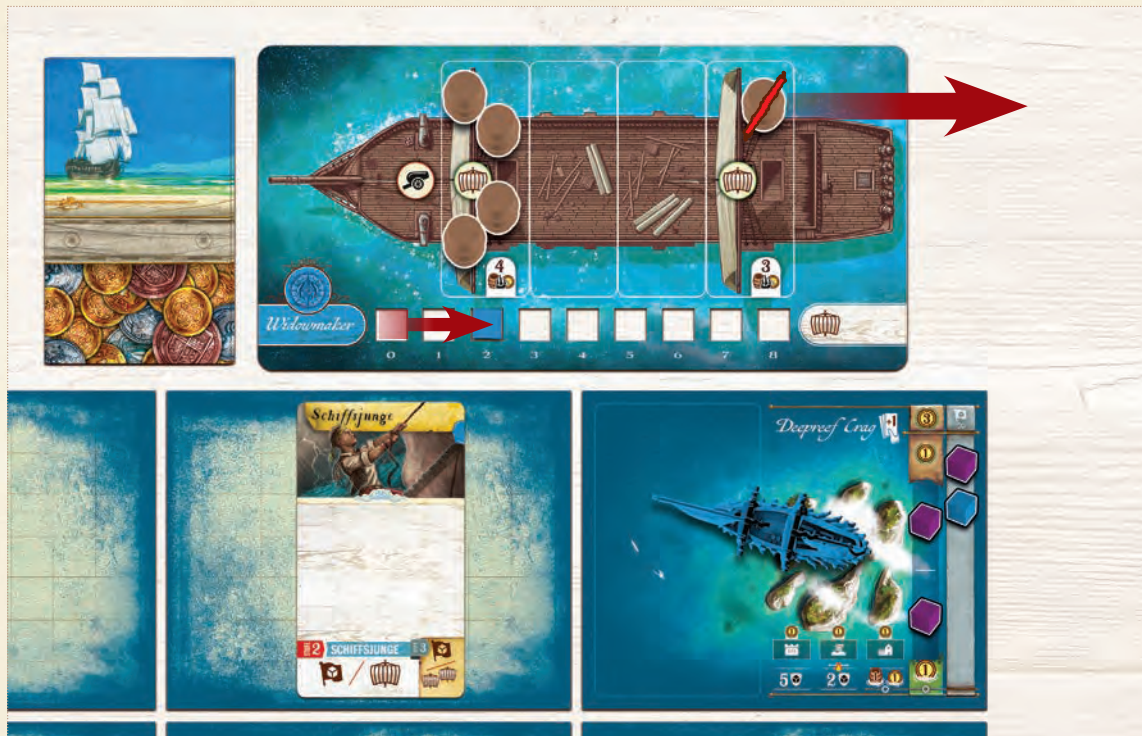 4
3
Widowmaker
0 1 2 3 4 5 6 7 8
Schiffsjunge
2 SCHIFFSJUNGE 3
Deepreef Crag
3
1
1 1 1
5 2 1 1